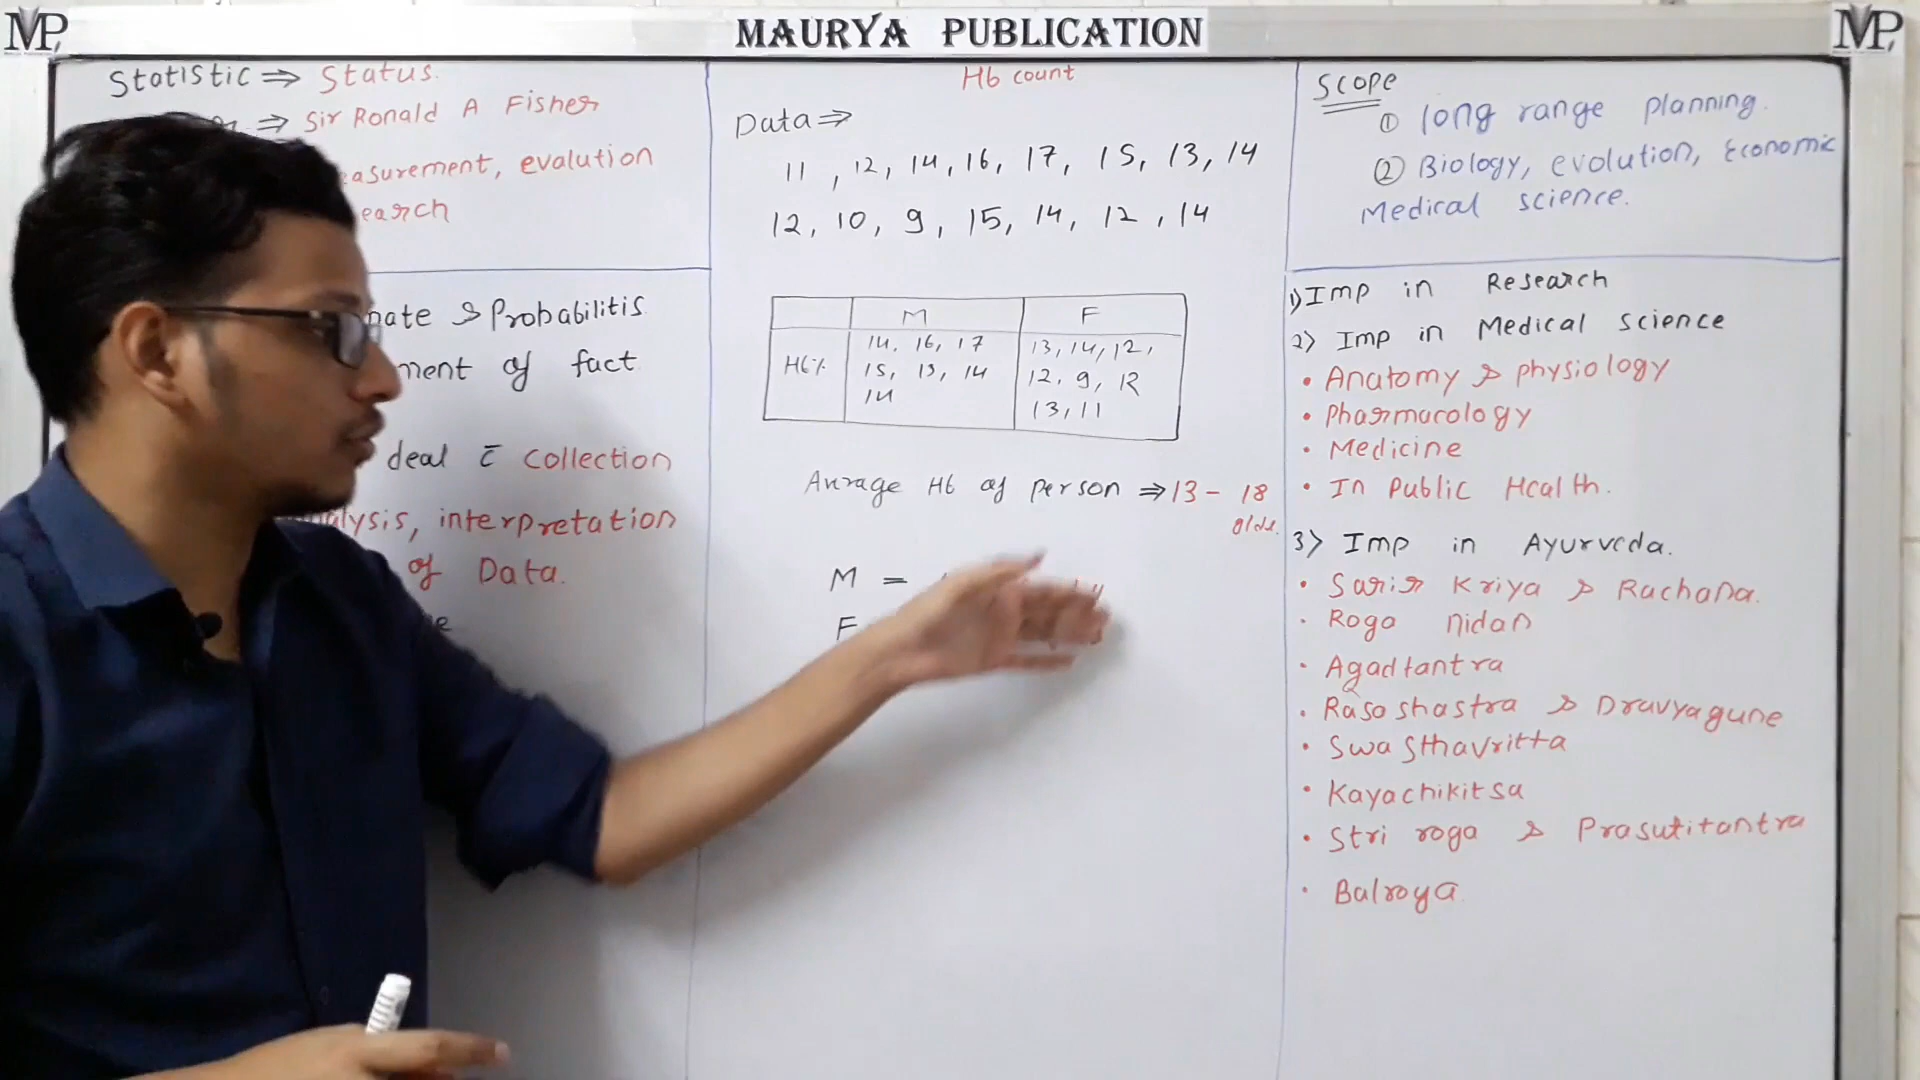 MP
MAURYA PUBLICATION
MP
Statistic ⇒ Status.
⇒ Sir Ronald A Fisher
asurement, evalution
earch
nate & Probabilitis
ment of fact
deal c̄ collection
alysis, interpretation
of Data.
Hb count
Data ⇒
11, 12, 14, 16, 17, 15, 13, 14
12, 10, 9, 15, 14, 12, 14
M F
Hb%
14, 16, 17
15, 13, 14
14
13, 14, 12,
12, 9, 12
13, 11
Avrage Hb of person ⇒ 13 - 18
M =
F
Scope
① long range planning.
② Biology, evolution, Economic
Medical science.
1) Imp in Research
2) Imp in Medical science
• Anatomy & physiology
• Pharmacology
• Medicine
• In Public Health.
3) Imp in Ayurveda.
• Sarir Kriya & Rachana.
• Roga nidan
• Agadtantra
• Rasashastra & Dravyagune
• Swasthavritta
• Kayachikitsa
• Stri roga & Prasutitantra
• Balroga